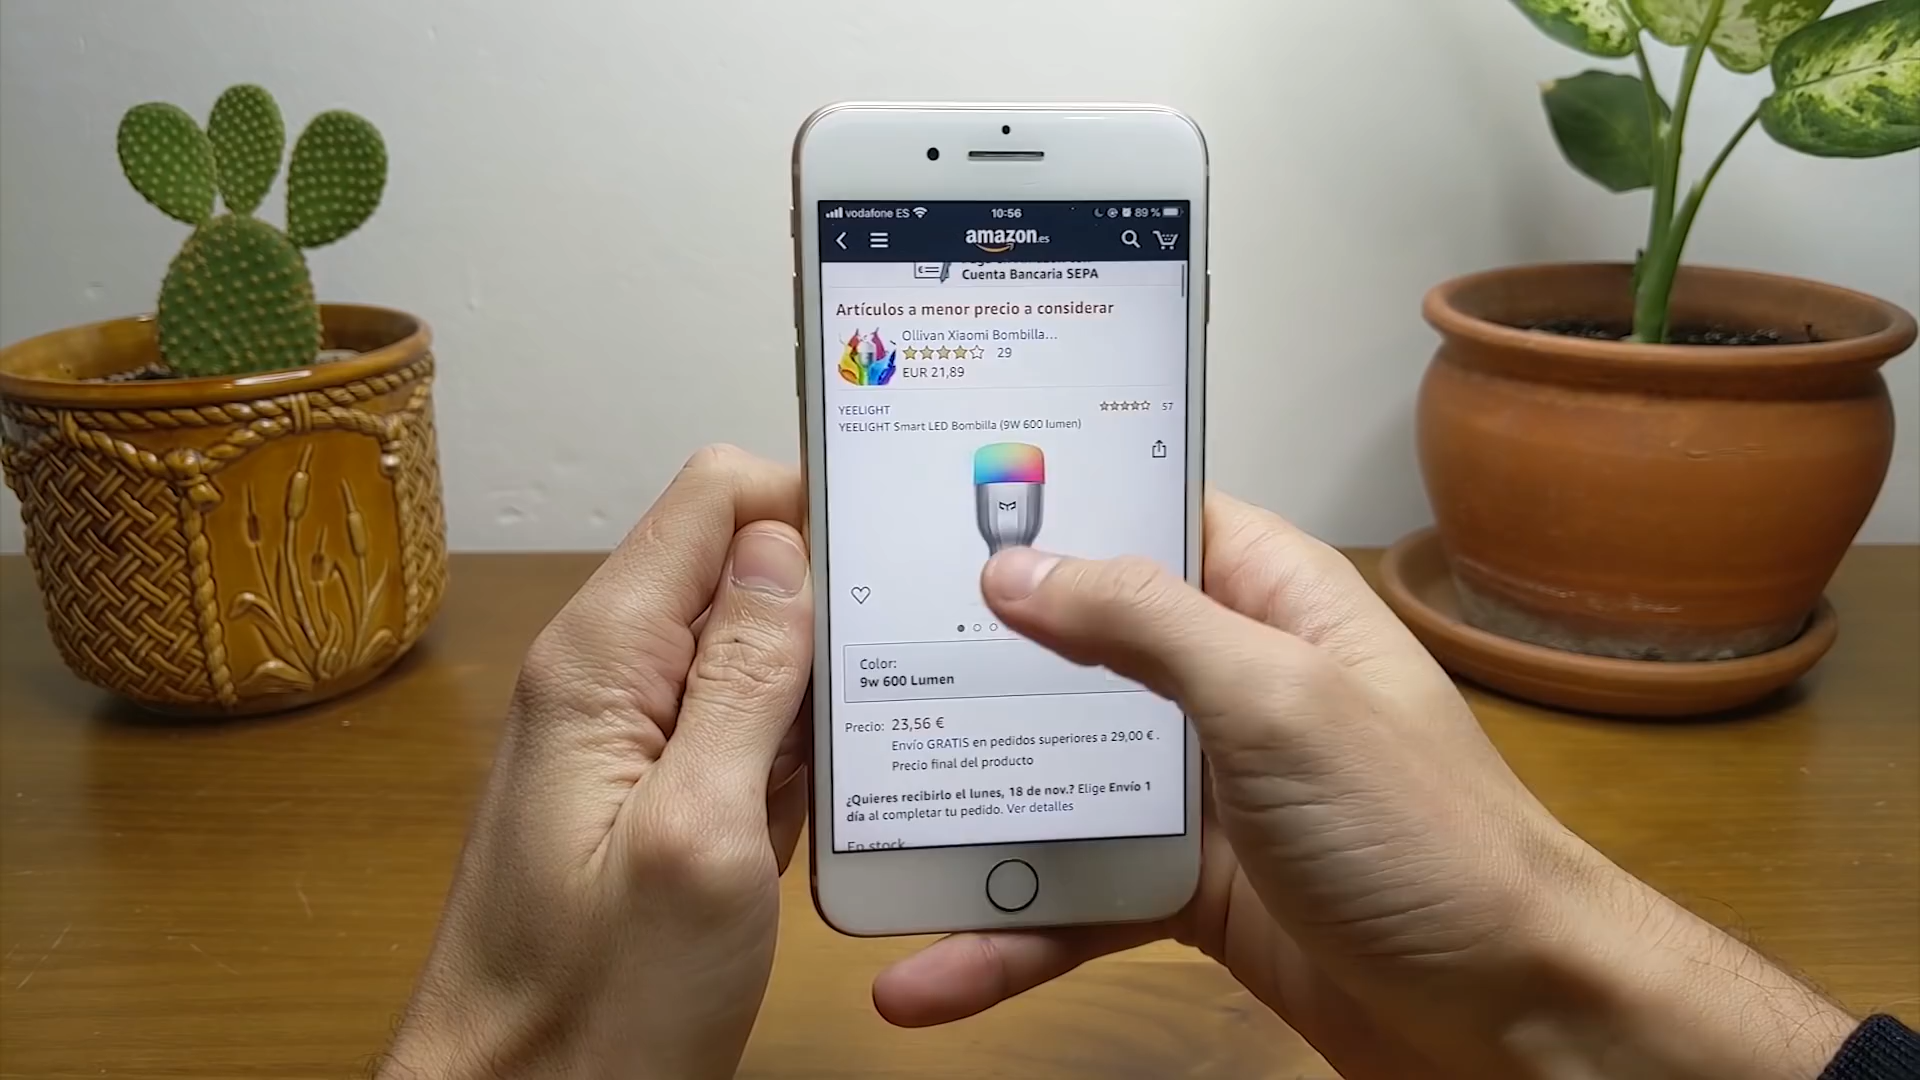 vodafone ES
10:56
89 %
amazon.es
Cuenta Bancaria SEPA
Artículos a menor precio a considerar
Ollivan Xiaomi Bombilla...
29
EUR 21,89
YEELIGHT
57
YEELIGHT Smart LED Bombilla (9W 600 lumen)
Color:
9w 600 Lumen
Precio: 23,56 €
Envío GRATIS en pedidos superiores a 29,00 €.
Precio final del producto
¿Quieres recibirlo el lunes, 18 de nov.? Elige Envío 1
día al completar tu pedido. Ver detalles
En stock